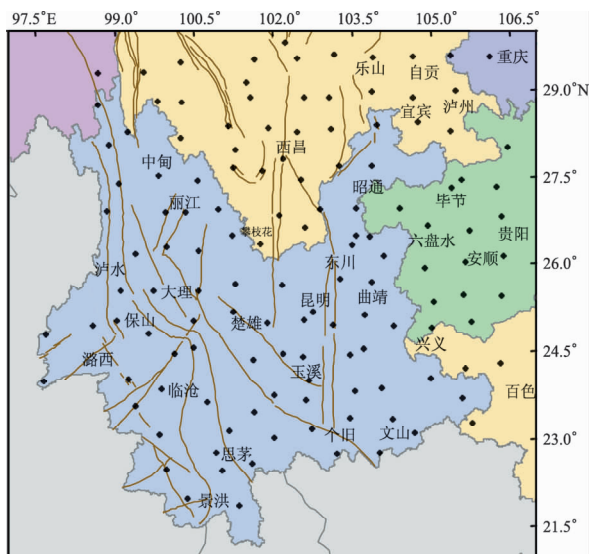 97.5° 99.0° 100.5° 102.0° 103.5° 105.0° 106.5°
乐山 自贡 重庆
29.0°N
宜宾 泸州
西昌
中甸
昭通
27.5°
丽江 毕节
攀枝花 六盘水 贵阳
泸水 东川 安顺 26.0°
大理 昆明 曲靖
保山 楚雄
兴义
潞西 玉溪 24.5°
临沧 百色
个旧 文山 23.0°
思茅
景洪
21.5°